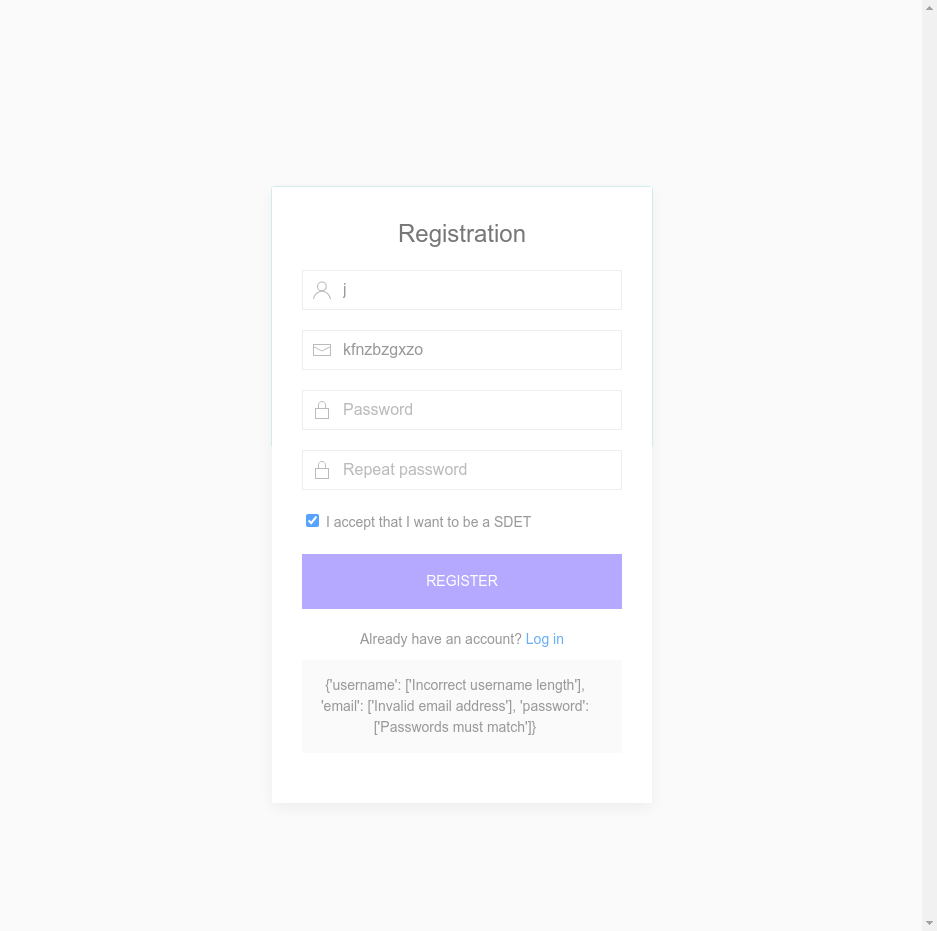 Registration
j
kfnzbzgxzo
Password
Repeat password
I accept that I want to be a SDET
REGISTER
Already have an account? Log in
{'username': ['Incorrect username length'],
'email': ['Invalid email address'], 'password':
['Passwords must match']}